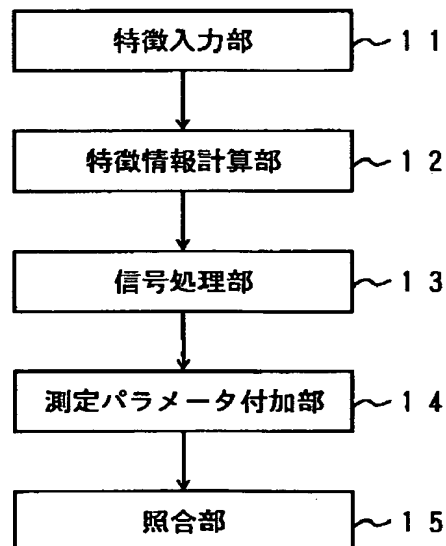 特徴入力部 11
特徴情報計算部 12
信号処理部 13
測定パラメータ付加部 14
照合部 15